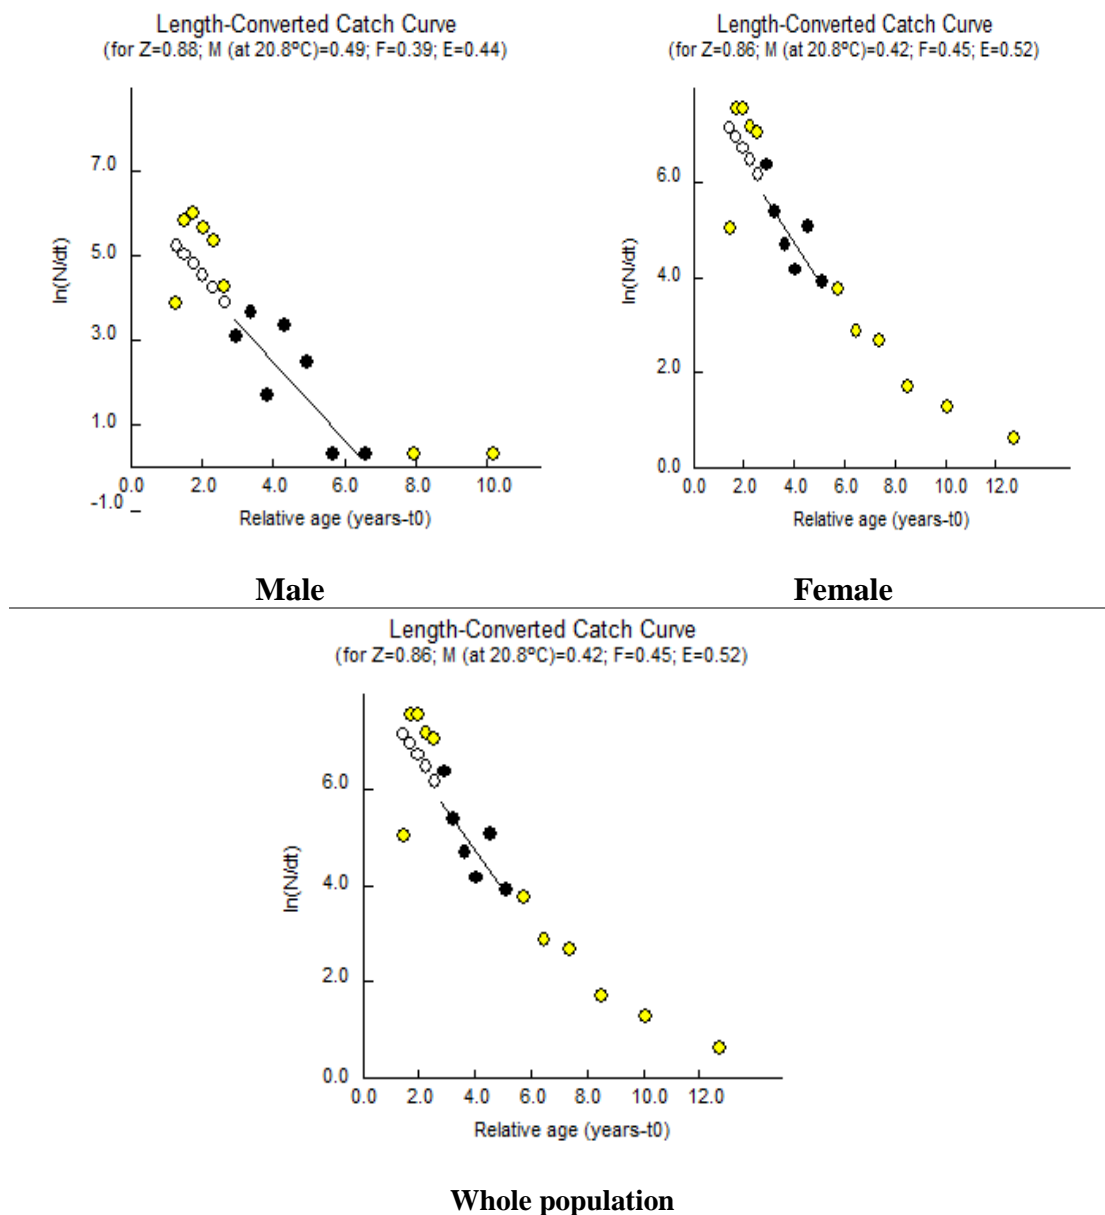 Length-Converted Catch Curve
(for Z=0.88; M (at 20.8ºC)=0.49; F=0.39; E=0.44)
7.0
5.0
3.0
1.0
-1.0
ln(N/dt)
0.0 2.0 4.0 6.0 8.0 10.0
Relative age (years-t0)
Male
Length-Converted Catch Curve
(for Z=0.86; M (at 20.8ºC)=0.42; F=0.45; E=0.52)
6.0
4.0
2.0
0.0
ln(N/dt)
0.0 2.0 4.0 6.0 8.0 10.0 12.0
Relative age (years-t0)
Female
Length-Converted Catch Curve
(for Z=0.86; M (at 20.8ºC)=0.42; F=0.45; E=0.52)
6.0
4.0
2.0
0.0
ln(N/dt)
0.0 2.0 4.0 6.0 8.0 10.0 12.0
Relative age (years-t0)
Whole population